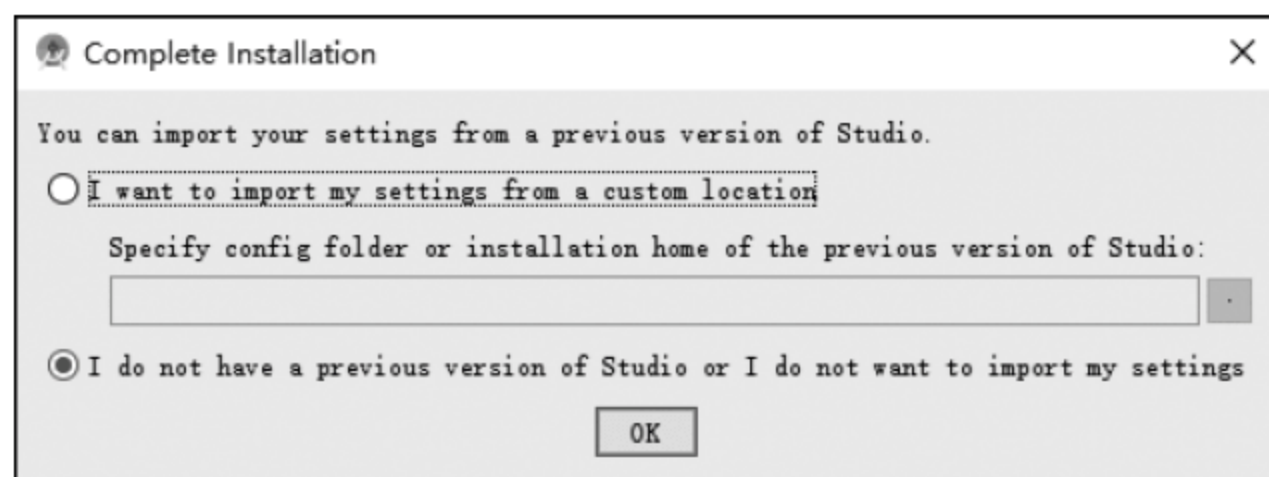 Complete Installation
You can import your settings from a previous version of Studio.
I want to import my settings from a custom location
Specify config folder or installation home of the previous version of Studio:
I do not have a previous version of Studio or I do not want to import my settings
OK